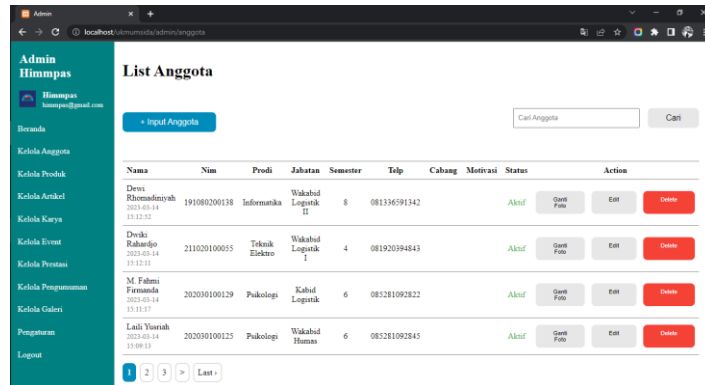 Admin
localhost/ukmumsida/admin/anggota
Admin
Himmpas
Himmpas
himmpas@gmail.com
Beranda
Kelola Anggota
Kelola Produk
Kelola Artikel
Kelola Karya
Kelola Event
Kelola Prestasi
Kelola Pengumuman
Kelola Galeri
Pengaturan
Logout
List Anggota
+ Input Anggota
Cari Anggota
Cari
Nama Nim Prodi Jabatan Semester Telp Cabang Motivasi Status Action
Dewi
Rhomadiniyah
2023-03-14
15:12:52
191080200138
Informatika
Wakabid
Logistik
II
8
081336591342
Aktif
Ganti
Foto
Edit
Delete
Dwiki
Rahardjo
2023-03-14
15:12:11
211020100055
Teknik
Elektro
Wakabid
Logistik
I
4
081920394843
Aktif
Ganti
Foto
Edit
Delete
M. Fahmi
Firmanda
2023-03-14
15:11:17
202030100129
Psikologi
Kabid
Logistik
6
085281092822
Aktif
Ganti
Foto
Edit
Delete
Laili Yusriah
2023-03-14
15:09:13
202030100125
Psikologi
Wakabid
Humas
6
085281092845
Aktif
Ganti
Foto
Edit
Delete
1 2 3 > Last ›